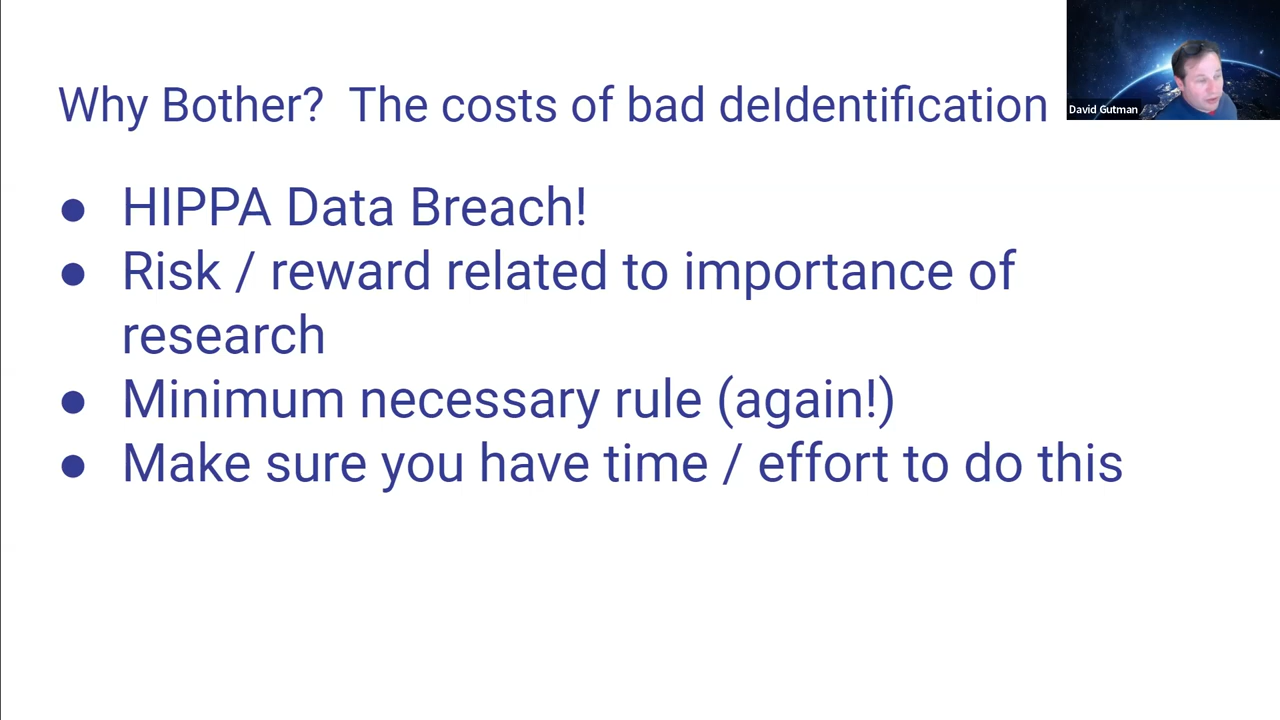 Why Bother?  The costs of bad deIdentification
David Gutman
● HIPPA Data Breach!
● Risk / reward related to importance of
research
● Minimum necessary rule (again!)
● Make sure you have time / effort to do this